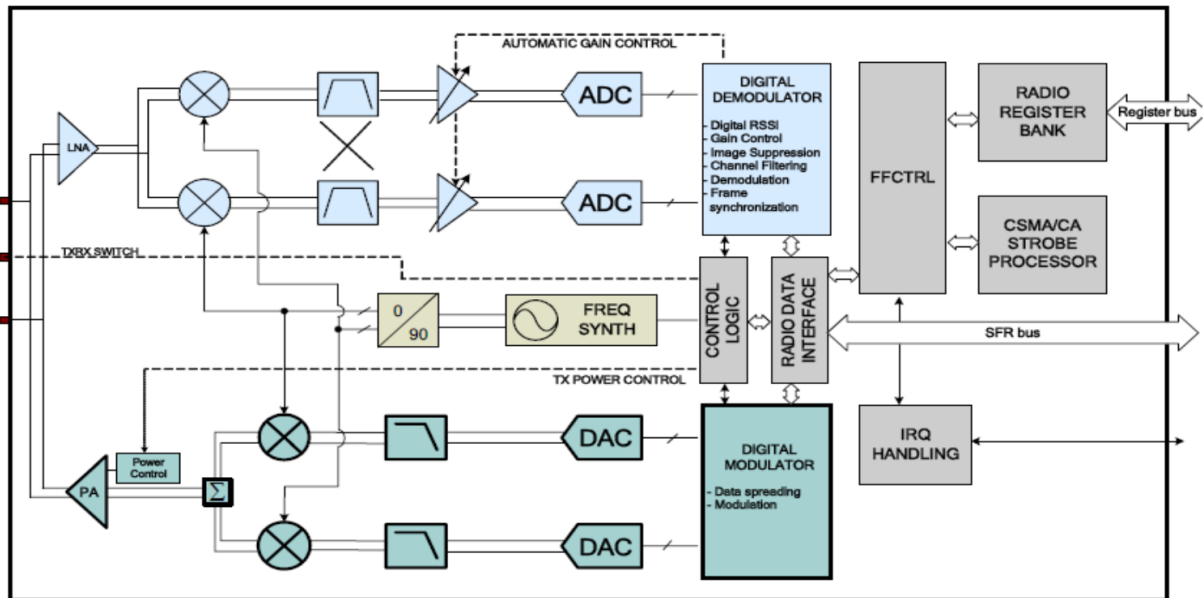 AUTOMATIC GAIN CONTROL
LNA
ADC
ADC
DIGITAL
DEMODULATOR
- Digital RSSI
- Gain Control
- Image Suppression
- Channel Filtering
- Demodulation
- Frame
synchronization
FFCTRL
RADIO
REGISTER
BANK
Register bus
CSMA/CA
STROBE
PROCESSOR
TXRX SWITCH
0
90
FREQ
SYNTH
CONTROL
LOGIC
RADIO DATA
INTERFACE
SFR bus
TX POWER CONTROL
Power
Control
PA
Σ
DAC
DAC
DIGITAL
MODULATOR
- Data spreading
- Modulation
IRQ
HANDLING